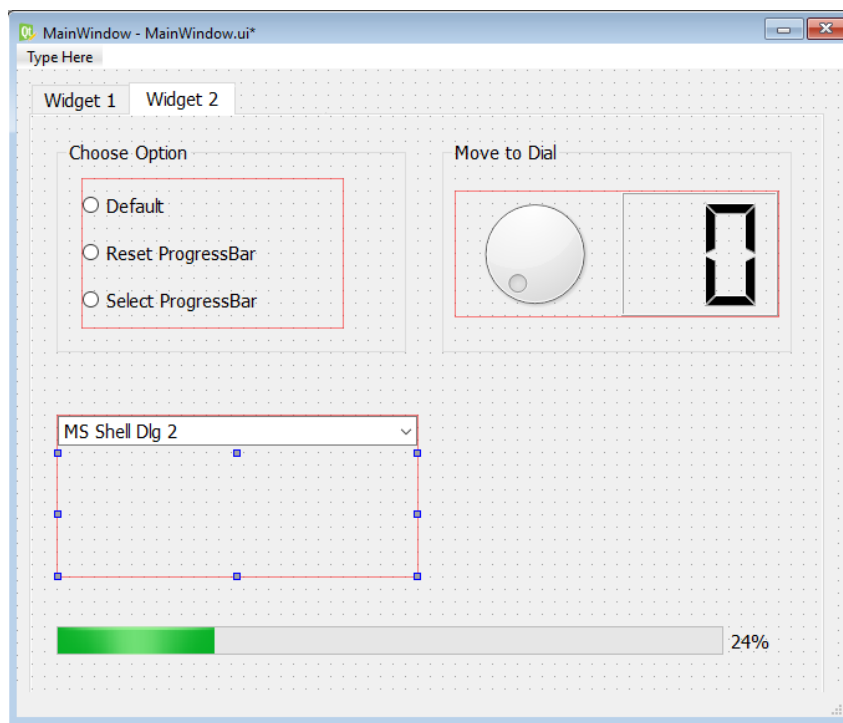 MainWindow - MainWindow.ui*
Type Here
Widget 1 Widget 2
Choose Option
Default
Reset ProgressBar
Select ProgressBar
Move to Dial
0
MS Shell Dlg 2
24%